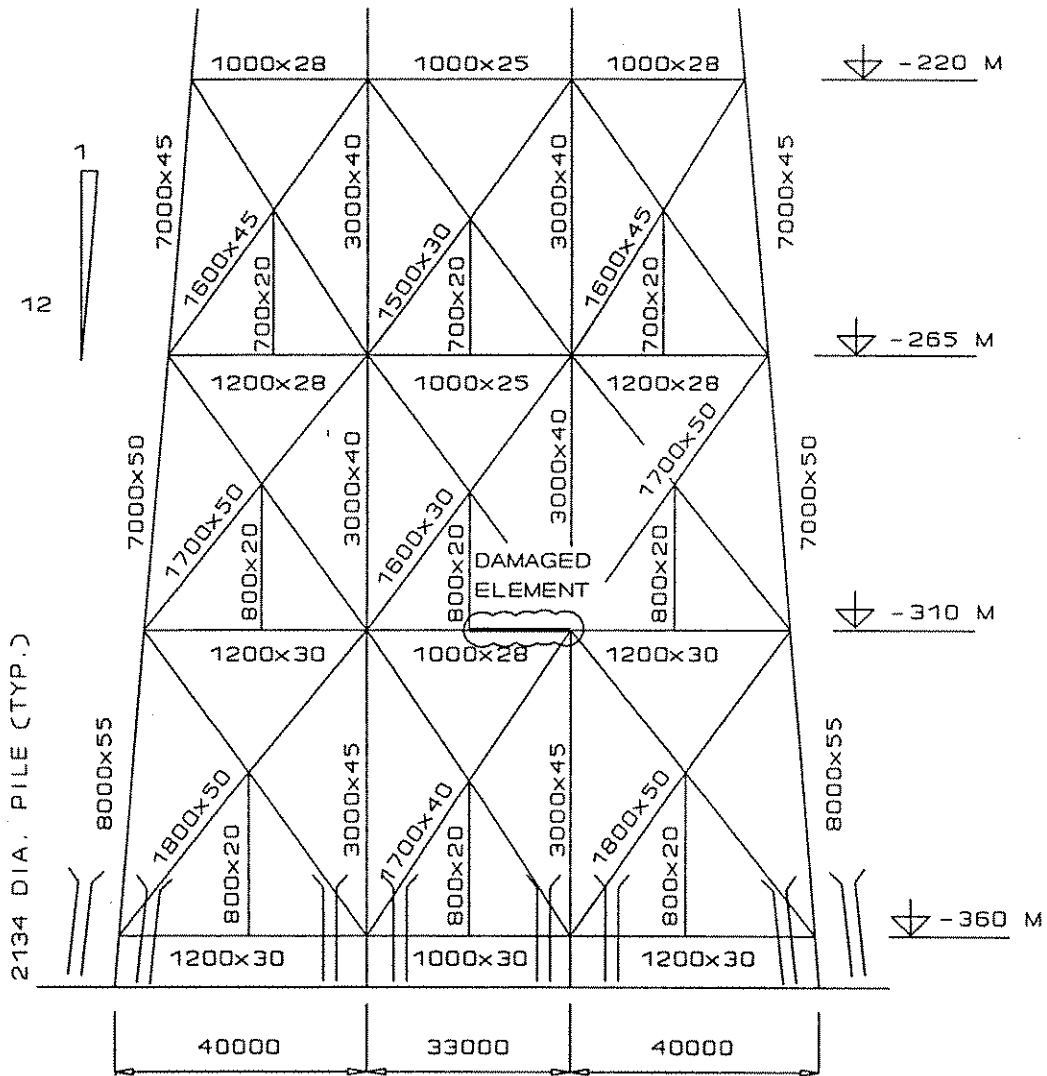 1000x28
1000x25
1000x28
-220 M
1
12
7000x45
3000x40
3000x40
7000x45
1600x45
700x20
1500x30
700x20
1600x45
700x20
-265 M
1200x28
1000x25
1200x28
7000x50
3000x40
3000x40
1700x50
7000x50
1700x50
800x20
1600x30
800x20
800x20
DAMAGED
ELEMENT
-310 M
1200x30
1000x28
1200x30
2134 DIA. PILE (TYP.)
8000x55
3000x45
3000x45
8000x55
1800x50
800x20
1700x40
800x20
1800x50
800x20
-360 M
1200x30
1000x30
1200x30
40000
33000
40000